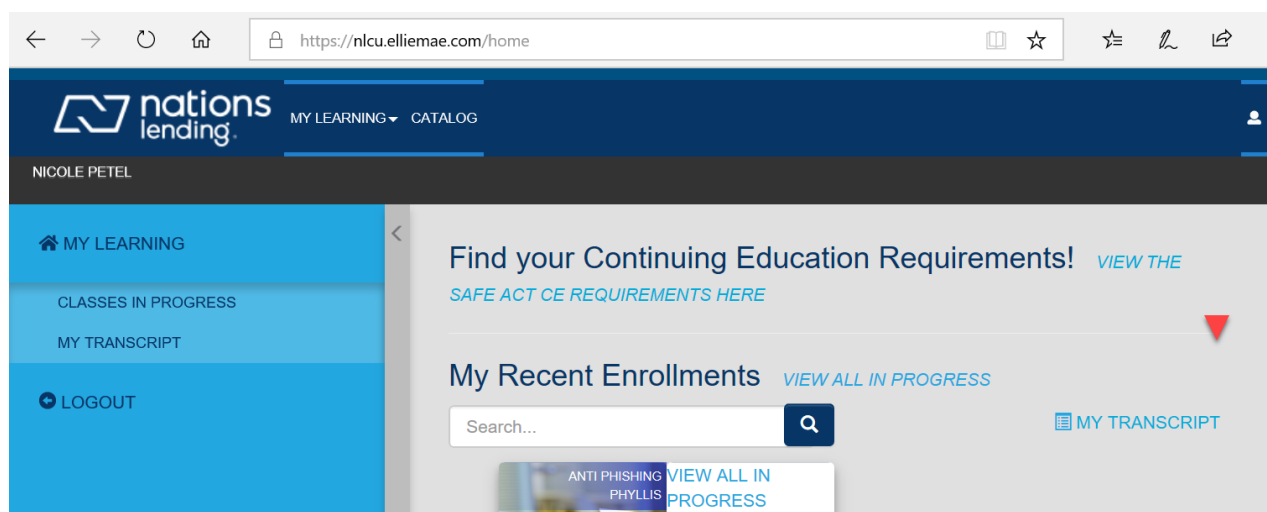 https://nlcu.elliemae.com/home
nations
lending.
MY LEARNING CATALOG
NICOLE PETEL
MY LEARNING
CLASSES IN PROGRESS
MY TRANSCRIPT
LOGOUT
Find your Continuing Education Requirements! VIEW THE
SAFE ACT CE REQUIREMENTS HERE
My Recent Enrollments VIEW ALL IN PROGRESS
Search...
MY TRANSCRIPT
ANTI PHISHING
PHYLLIS
VIEW ALL IN
PROGRESS